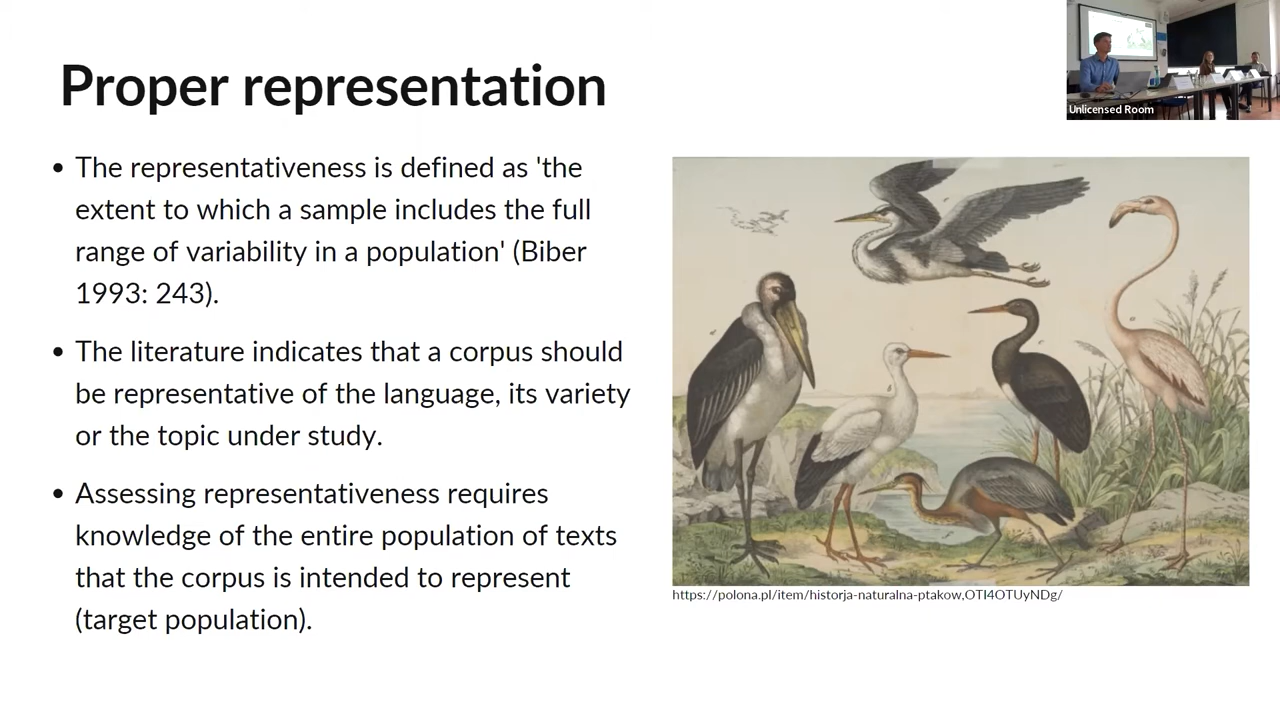 Proper representation
Unlicensed Room
• The representativeness is defined as 'the
extent to which a sample includes the full
range of variability in a population' (Biber
1993: 243).
• The literature indicates that a corpus should
be representative of the language, its variety
or the topic under study.
• Assessing representativeness requires
knowledge of the entire population of texts
that the corpus is intended to represent
(target population).
https://polona.pl/item/historja-naturalna-ptakow,OTI4OTUyNDg/